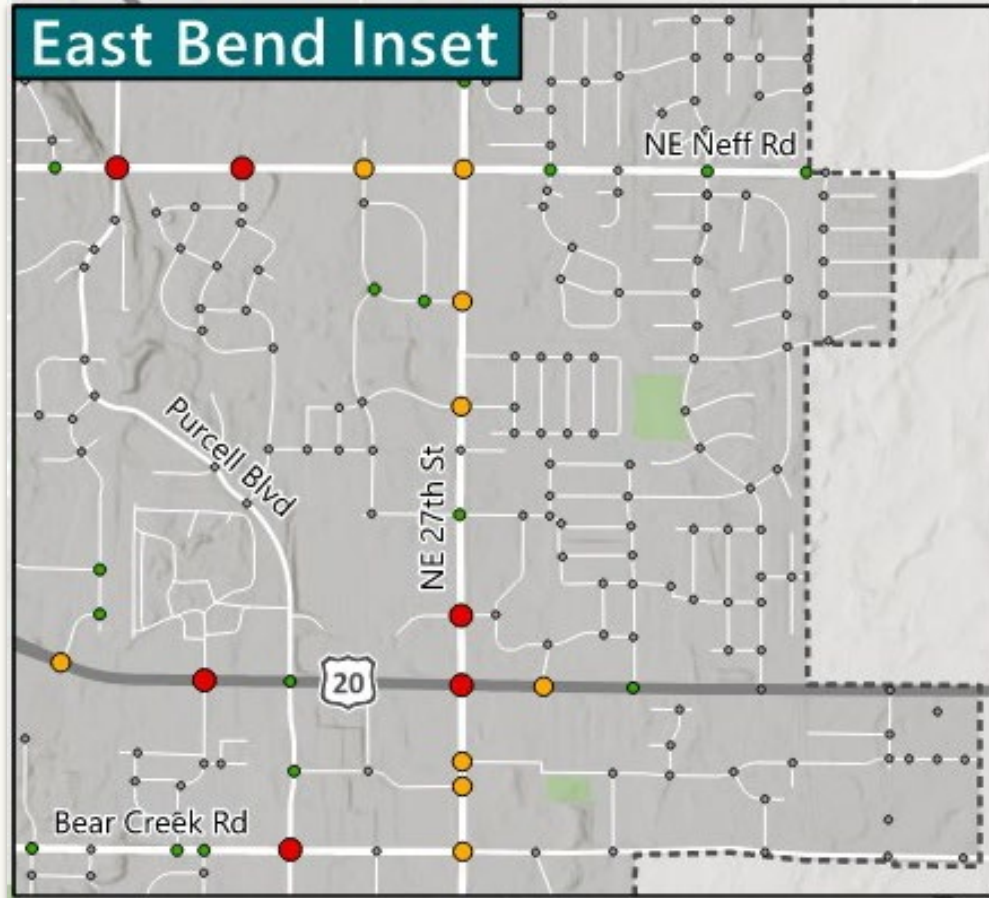 East Bend Inset
NE Neff Rd
Purcell Blvd
NE 27th St
20
Bear Creek Rd